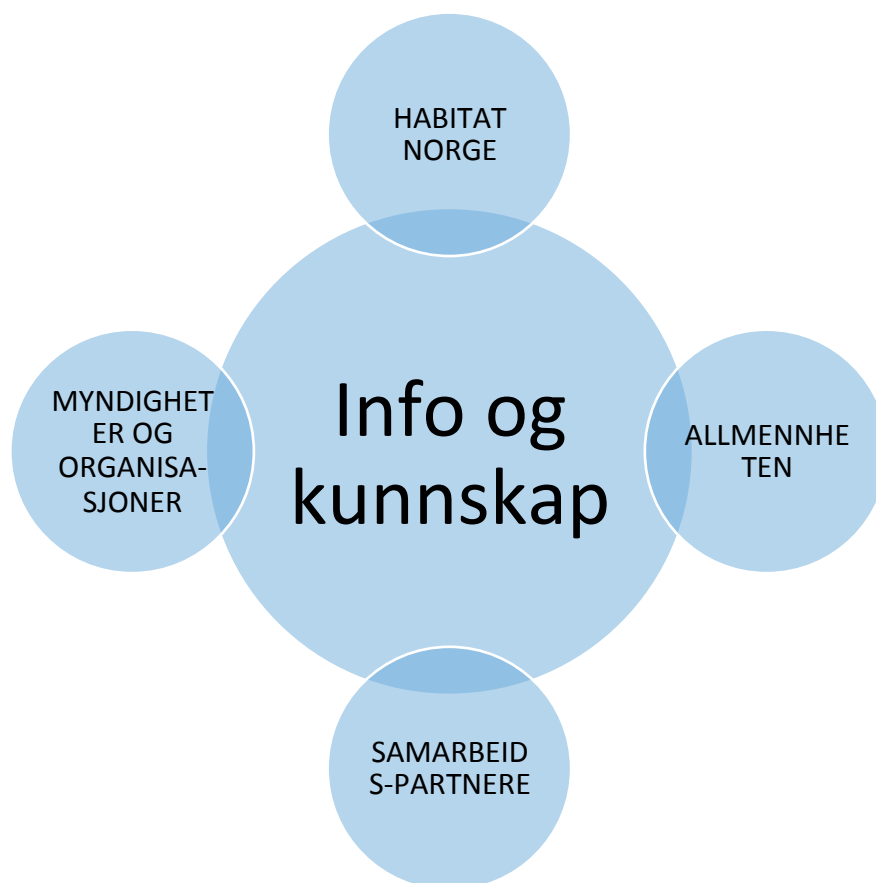 HABITAT
NORGE
MYNDIGHET
ER OG
ORGANISA-
SJONER
Info og
kunnskap
ALLMENNHE
TEN
SAMARBEID
S-PARTNERE